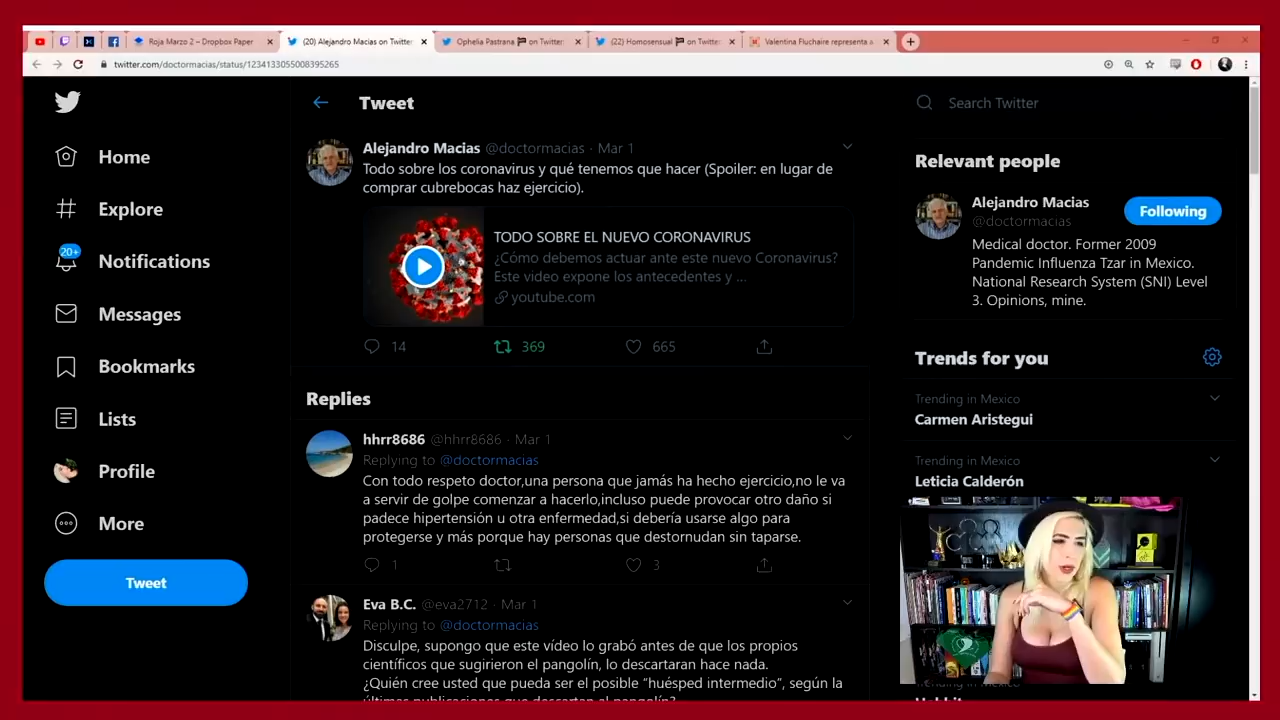 Roja Marzo 2 – Dropbox Paper
(20) Alejandro Macias on Twitter
Ophelia Pastrana on Twitter:
(22) Homosensual on Twitter:
Valentina Fluchaire representa a
twitter.com/doctormacias/status/1234133055008395265
Home
Explore
20+
Notifications
Messages
Bookmarks
Lists
Profile
More
Tweet
Tweet
Alejandro Macias @doctormacias · Mar 1
Todo sobre los coronavirus y qué tenemos que hacer (Spoiler: en lugar de
comprar cubrebocas haz ejercicio).
TODO SOBRE EL NUEVO CORONAVIRUS
¿Cómo debemos actuar ante este nuevo Coronavirus?
Este video expone los antecedentes y ...
youtube.com
14 369 665
Replies
hhrr8686 @hhrr8686 · Mar 1
Replying to @doctormacias
Con todo respeto doctor,una persona que jamás ha hecho ejercicio,no le va
a servir de golpe comenzar a hacerlo,incluso puede provocar otro daño si
padece hipertensión u otra enfermedad,si debería usarse algo para
protegerse y más porque hay personas que destornudan sin taparse.
1 3
Eva B.C. @eva2712 · Mar 1
Replying to @doctormacias
Disculpe, supongo que este vídeo lo grabó antes de que los propios
científicos que sugirieron el pangolín, lo descartaran hace nada.
¿Quién cree usted que pueda ser el posible "huésped intermedio", según la
últimas publicaciones que descartan al pangolín?
Search Twitter
Relevant people
Alejandro Macias
@doctormacias
Following
Medical doctor. Former 2009
Pandemic Influenza Tzar in Mexico.
National Research System (SNI) Level
3. Opinions, mine.
Trends for you
Trending in Mexico
Carmen Aristegui
Trending in Mexico
Leticia Calderón
Trending in Mexico